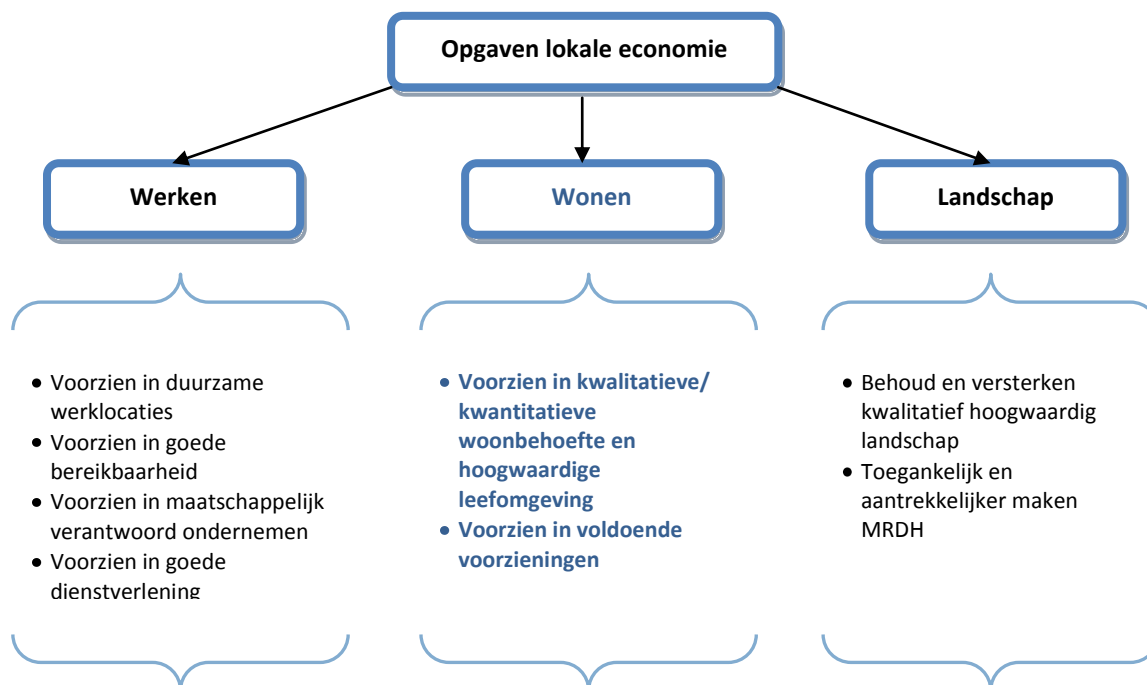 Opgaven lokale economie
Werken
Wonen
Landschap
• Voorzien in duurzame
werklocaties
• Voorzien in goede
bereikbaarheid
• Voorzien in maatschappelijk
verantwoord ondernemen
• Voorzien in goede
dienstverlening
• Voorzien in kwalitatieve/
kwantitatieve
woonbehoefte en
hoogwaardige
leefomgeving
• Voorzien in voldoende
voorzieningen
• Behoud en versterken
kwalitatief hoogwaardig
landschap
• Toegankelijk en
aantrekkelijker maken
MRDH